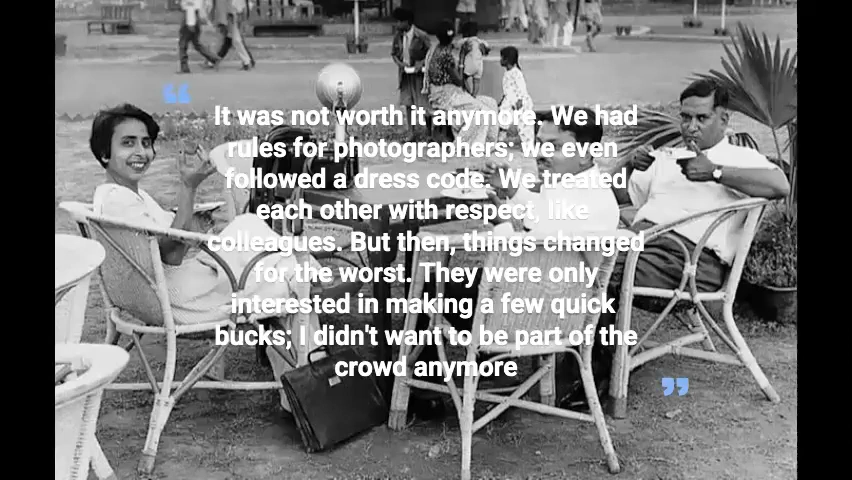 “
It was not worth it anymore. We had
rules for photographers; we even
followed a dress code. We treated
each other with respect, like
colleagues. But then, things changed
for the worst. They were only
interested in making a few quick
bucks; I didn't want to be part of the
crowd anymore
”